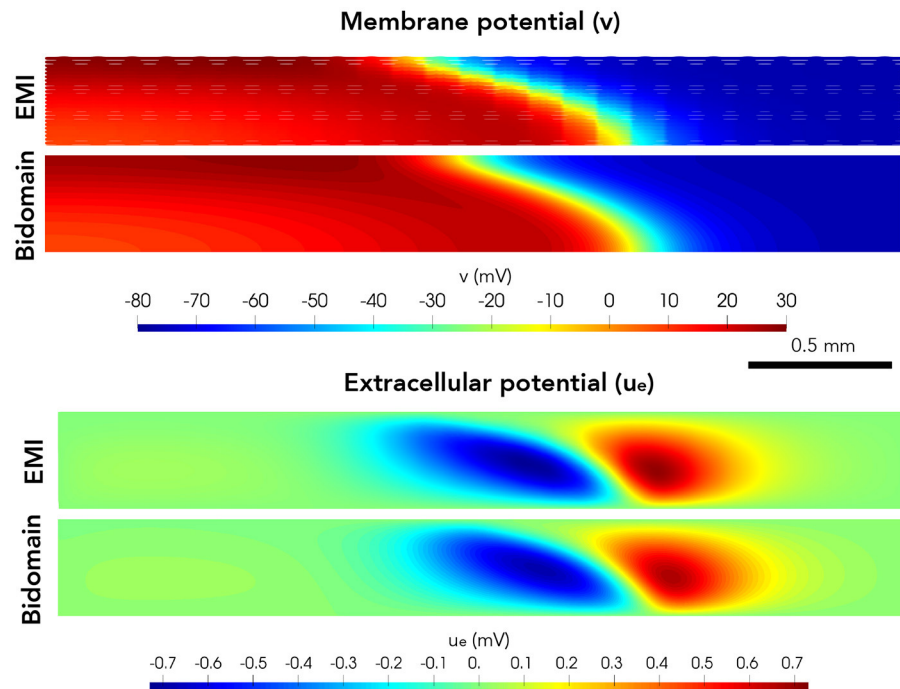 Membrane potential (v)
EMI
Bidomain
v (mV)
-80 -70 -60 -50 -40 -30 -20 -10 0 10 20 30
0.5 mm
Extracellular potential (ue)
EMI
Bidomain
ue (mV)
-0.7 -0.6 -0.5 -0.4 -0.3 -0.2 -0.1 0. 0.1 0.2 0.3 0.4 0.5 0.6 0.7